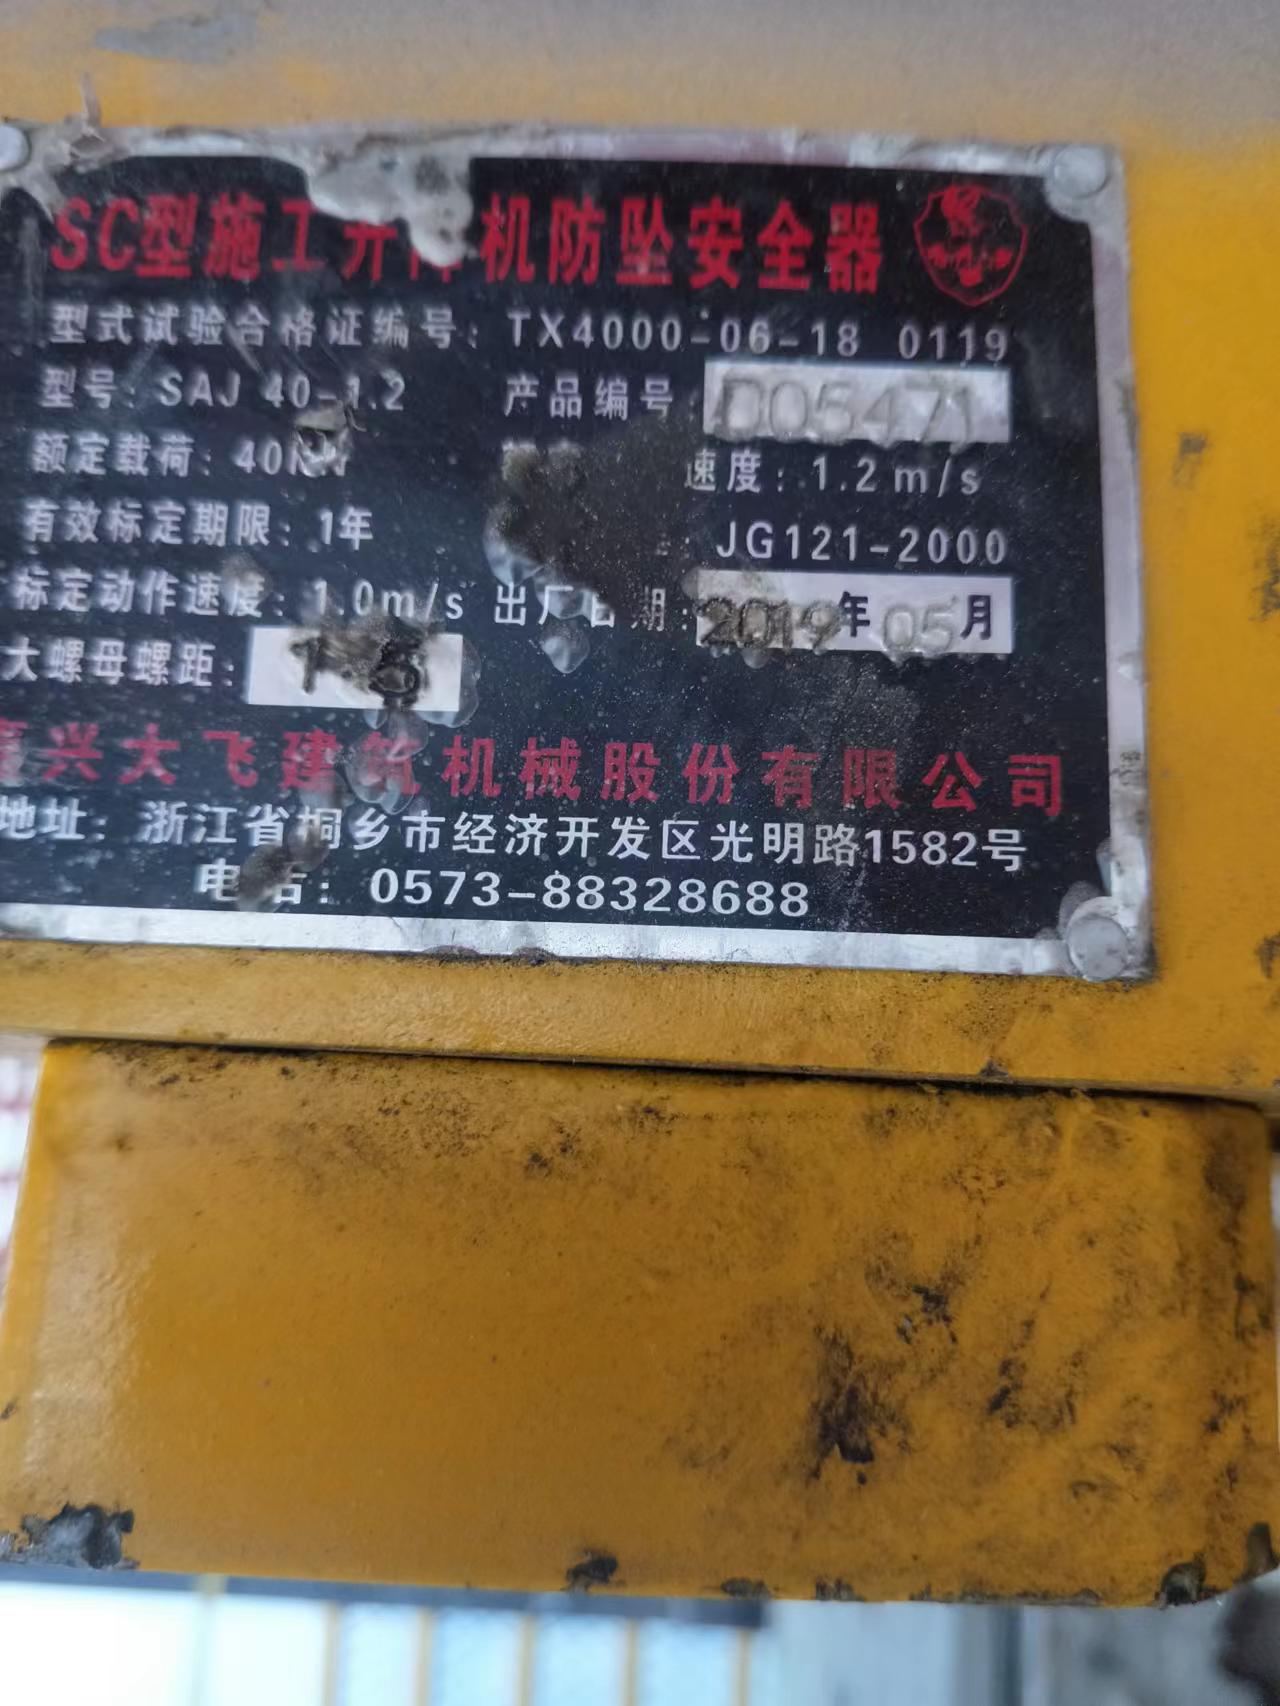 SC型施工升降机防坠安全器
型式试验合格证编号: TX4000-06-18 0119
型号: SAJ 40-1.2 产品编号: D05471
额定载荷: 40KN 速度: 1.2m/s
有效标定期限: 1年 : JG121-2000
标定动作速度: 1.0m/s 出厂日期: 2019年05月
大螺母螺距:
嘉兴大飞建筑机械股份有限公司
地址: 浙江省桐乡市经济开发区光明路1582号
电话: 0573-88328688